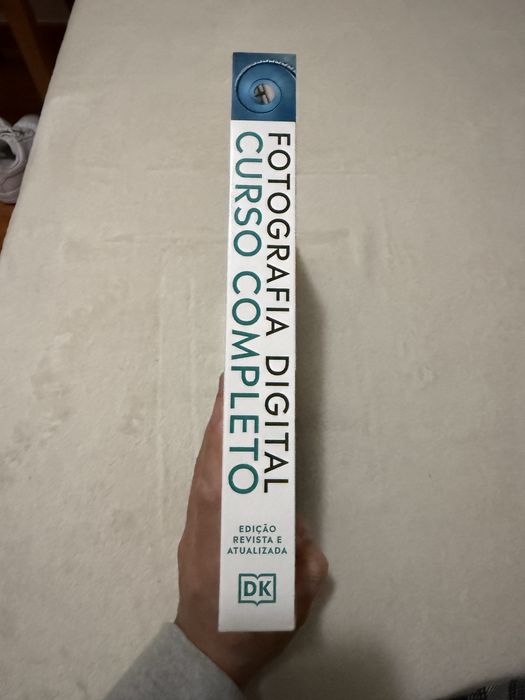 FOTOGRAFIA DIGITAL
CURSO COMPLETO
EDIÇÃO
REVISTA E
ATUALIZADA
DK